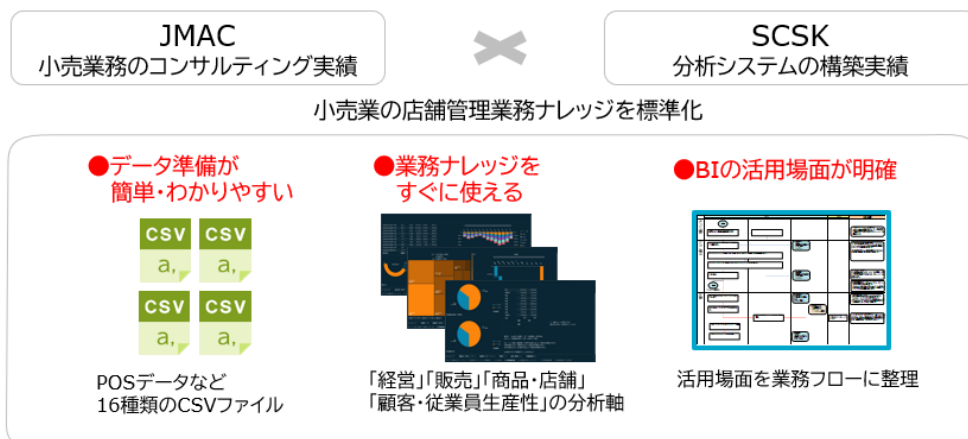 JMAC
小売業務のコンサルティング実績
SCSK
分析システムの構築実績
小売業の店舗管理業務ナレッジを標準化
●データ準備が
簡単・わかりやすい
CSV
a,
CSV
a,
CSV
a,
CSV
a,
POSデータなど
16種類のCSVファイル
●業務ナレッジを
すぐに使える
「経営」「販売」「商品・店舗」
「顧客・従業員生産性」の分析軸
●BIの活用場面が明確
活用場面を業務フローに整理